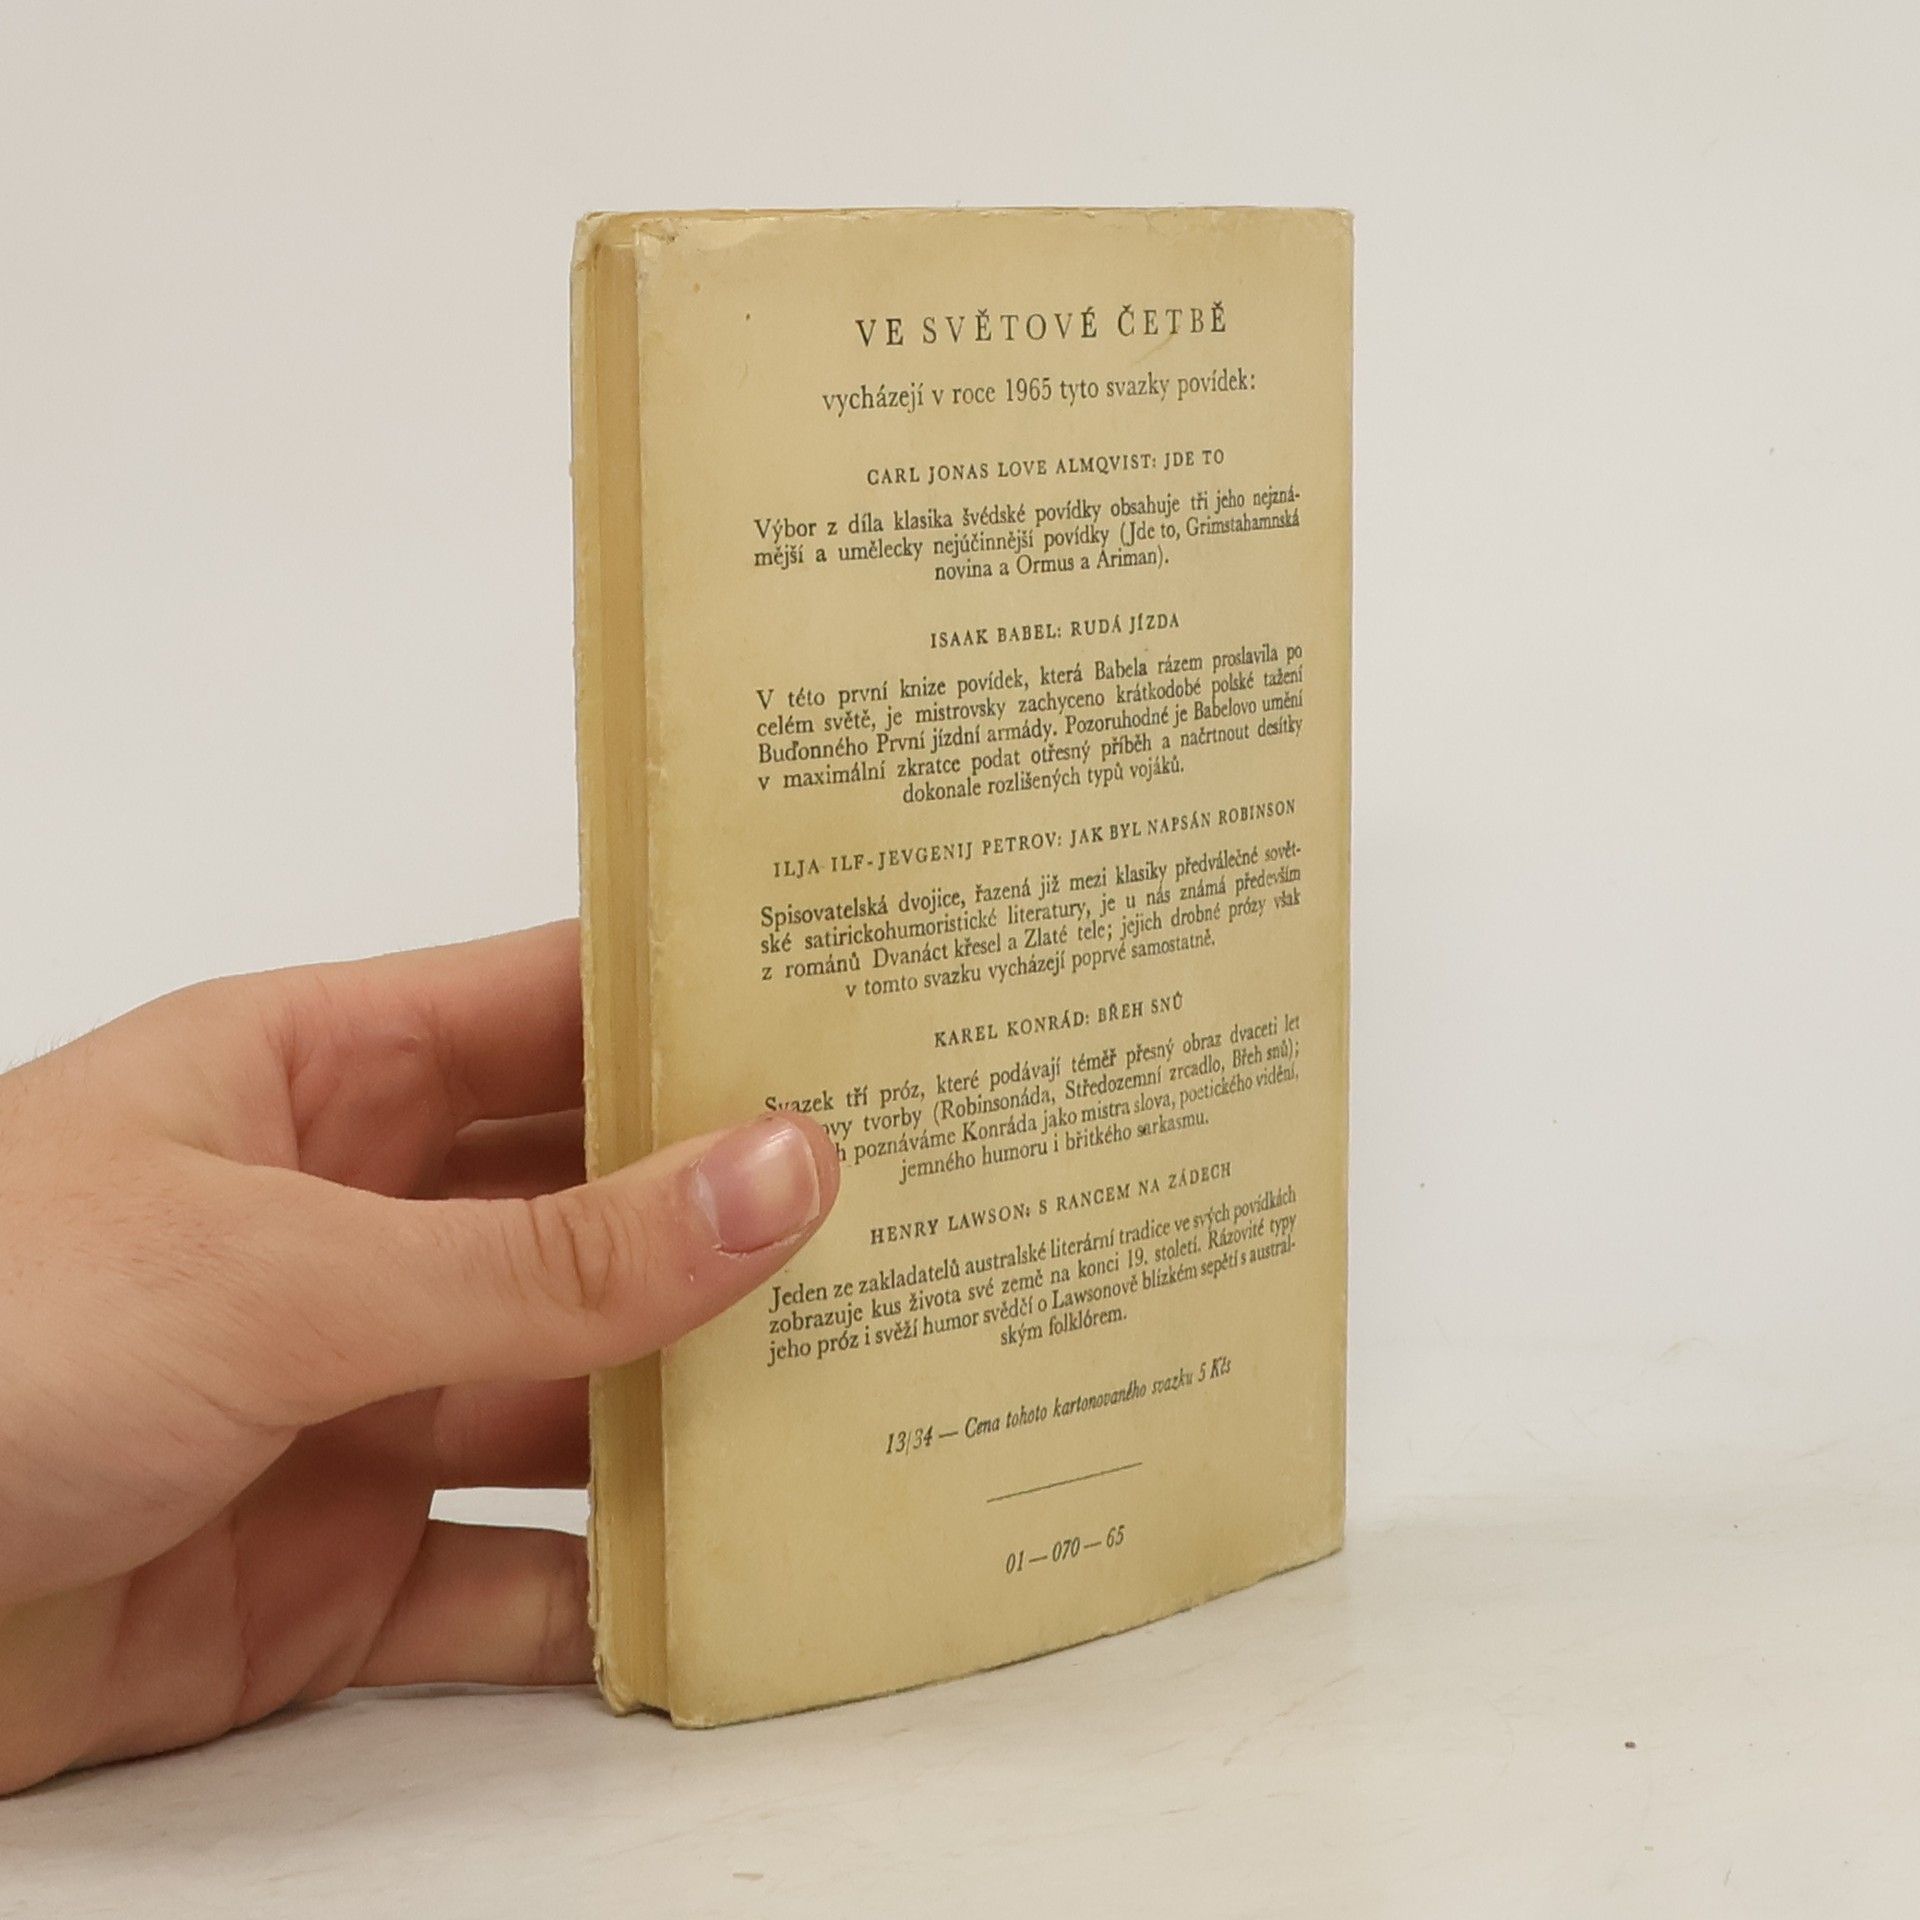 VE SVĚTOVÉ ČETBĚ
vycházejí v roce 1965 tyto svazky povídek:
CARL JONAS LOVE ALMQVIST: JDE TO
Výbor z díla klasika švédské povídky obsahuje tři jeho nejzná-
mější a umělecky nejúčinnější povídky (Jde to, Grimstahamnská
novina a Ormus a Ariman).
ISAAK BABEL: RUDÁ JÍZDA
V této první knize povídek, která Babela rázem proslavila po
celém světě, je mistrovsky zachyceno krátkodobé polské tažení
Buďonného První jízdní armády. Pozoruhodné je Babelovo umění
v maximální zkratce podat otřesný příběh a načrtnout desítky
dokonale rozlišených typů vojáků.
ILJA ILF-JEVGENIJ PETROV: JAK BYL NAPSÁN ROBINSON
Spisovatelská dvojice, řazená již mezi klasiky předválečné sovět-
ské satirickohumoristické literatury, je u nás známá především
z románů Dvanáct křesel a Zlaté tele; jejich drobné prózy však
v tomto svazku vycházejí poprvé samostatně.
KAREL KONRÁD: BŘEH SNŮ
Svazek tří próz, které podávají téměř přesný obraz dvaceti let
tvorby (Robinsonáda, Středozemní zrcadlo, Břeh snů);
poznáváme Konráda jako mistra slova, poetického vidění,
jemného humoru i břitkého sarkasmu.
HENRY LAWSON: S RANCEM NA ZÁDECH
Jeden ze zakladatelů australské literární tradice ve svých povídkách
zobrazuje kus života své země na konci 19. století. Rázovité typy
jeho próz i svěží humor svědčí o Lawsonově blízkém sepětí s austral-
ským folklórem.
13/34 — Cena tohoto kartonovaného svazku 5 Kčs
01—070—65